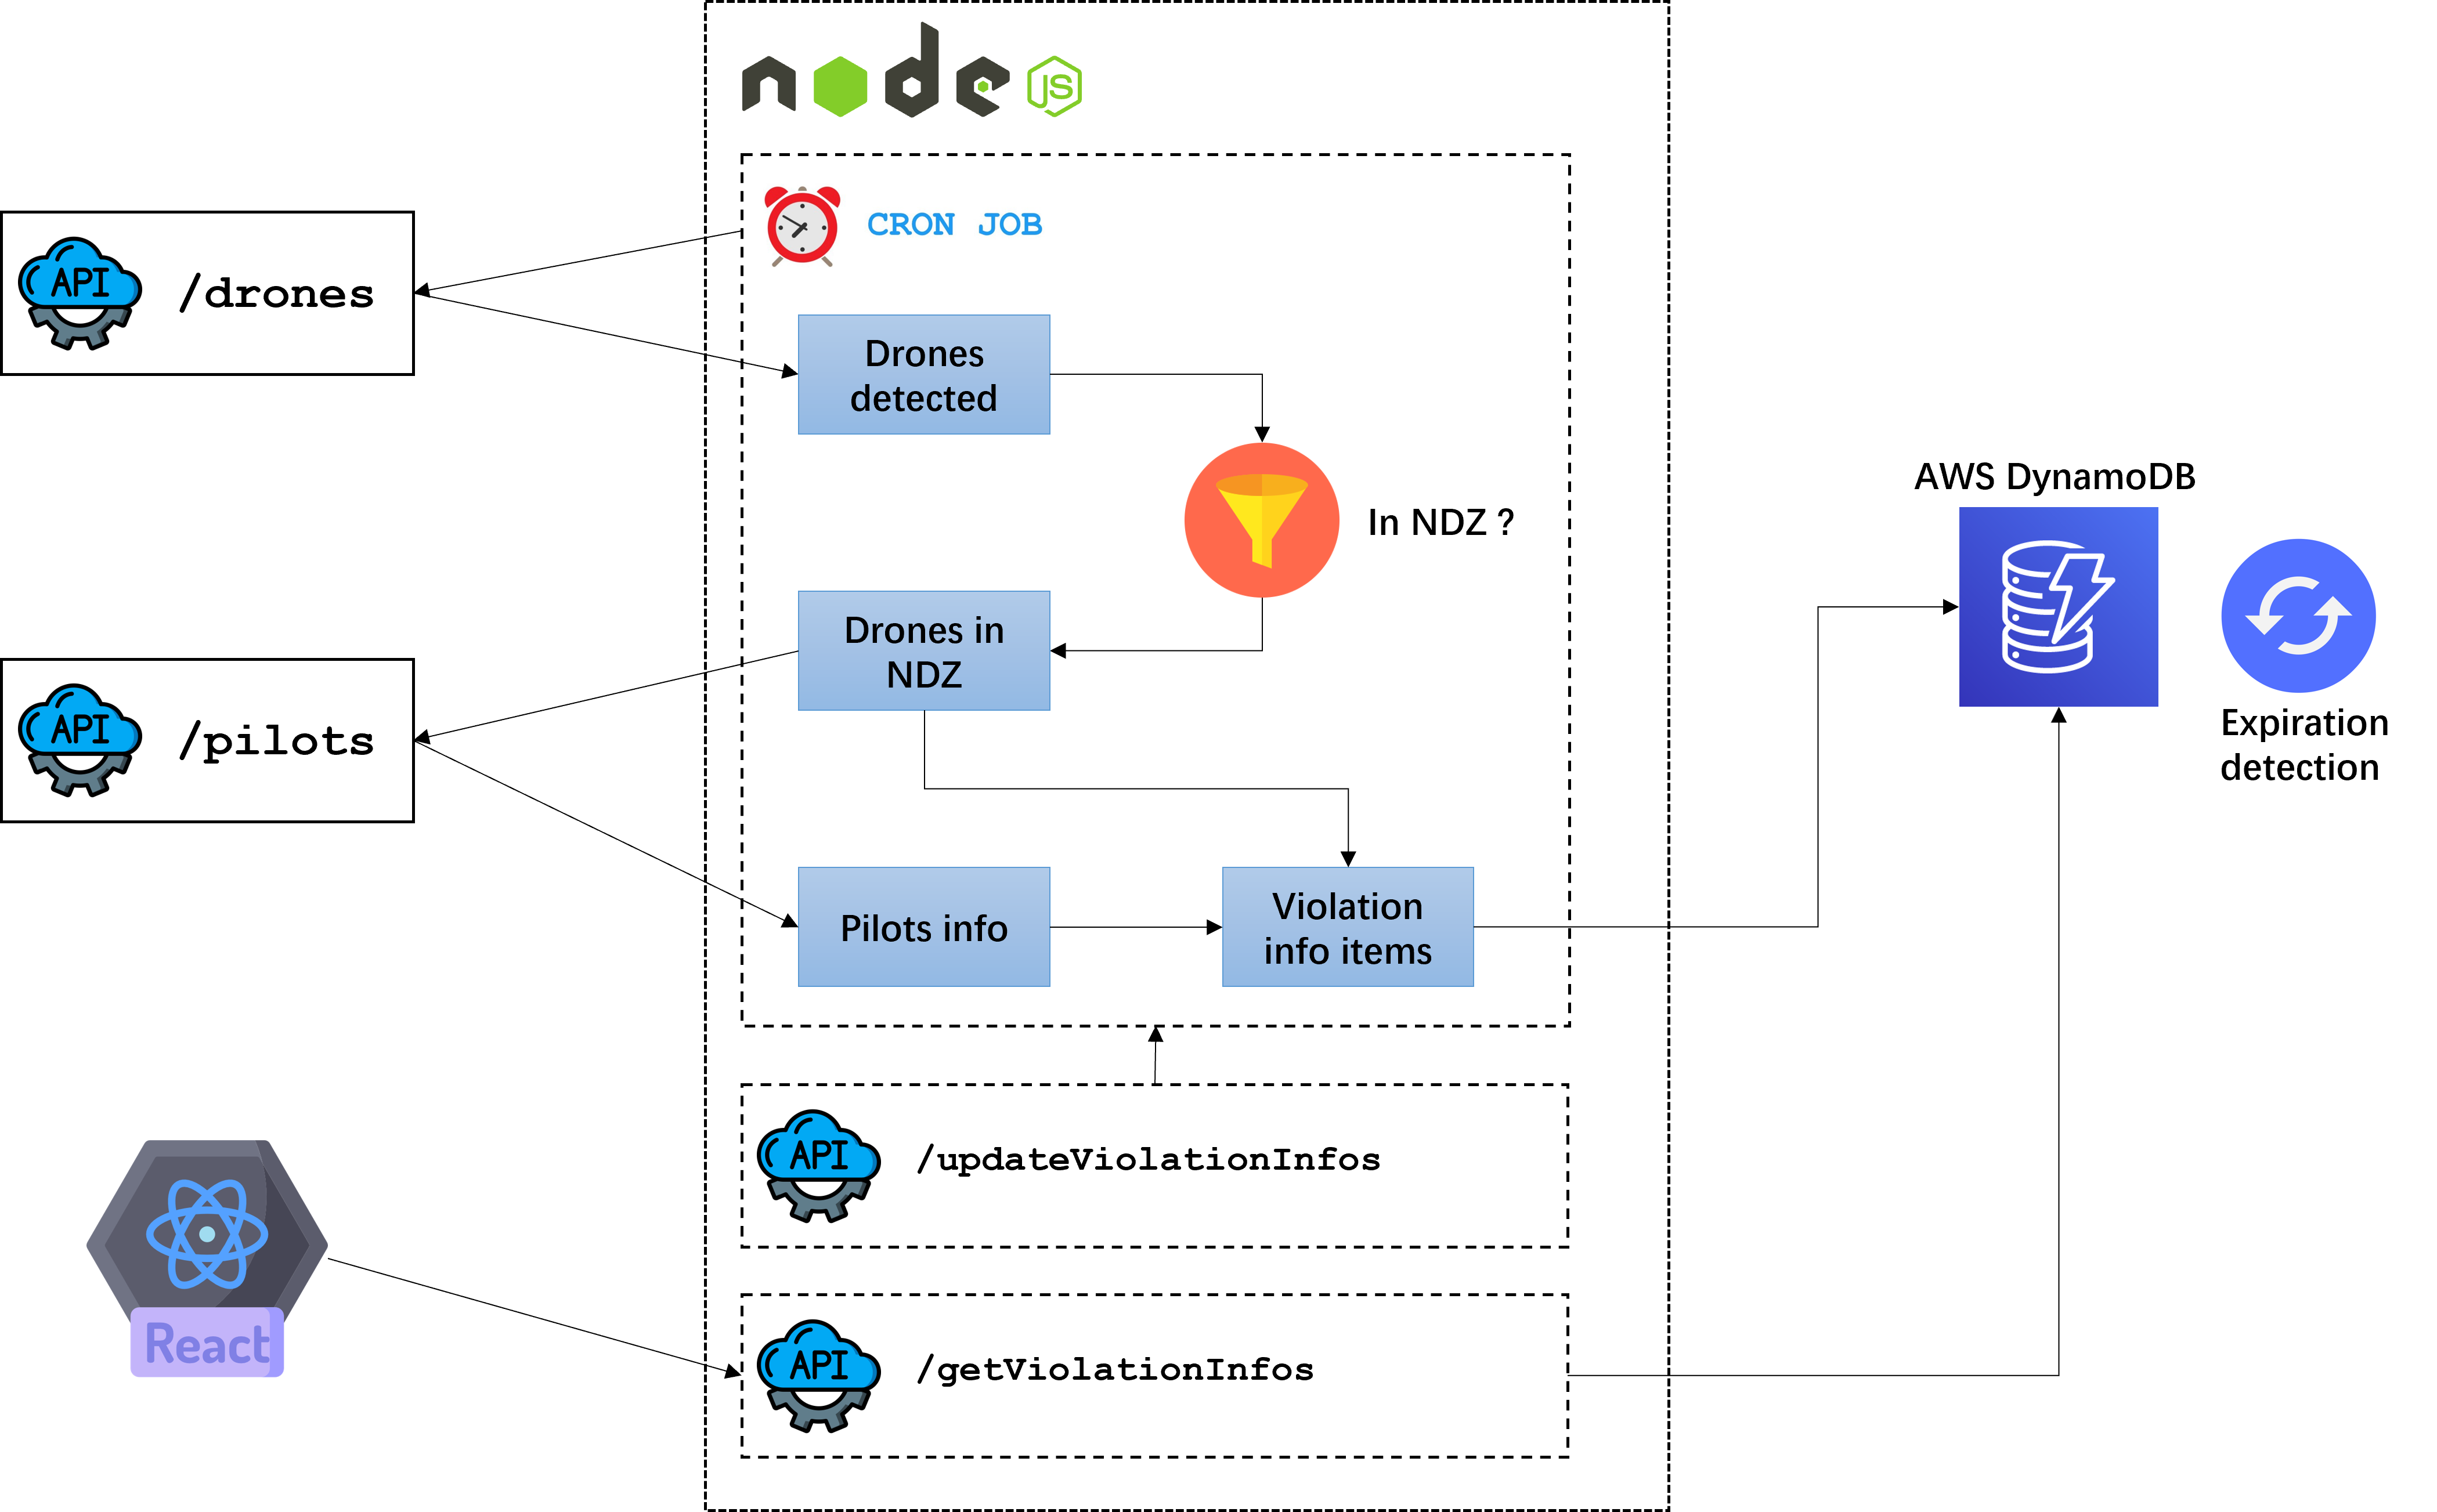 node JS
CRON JOB
API
/drones
Drones
detected
In NDZ ?
AWS DynamoDB
Drones in
NDZ
API
/pilots
Expiration
detection
Pilots info
Violation
info items
API
/updateViolationInfos
React
API
/getViolationInfos